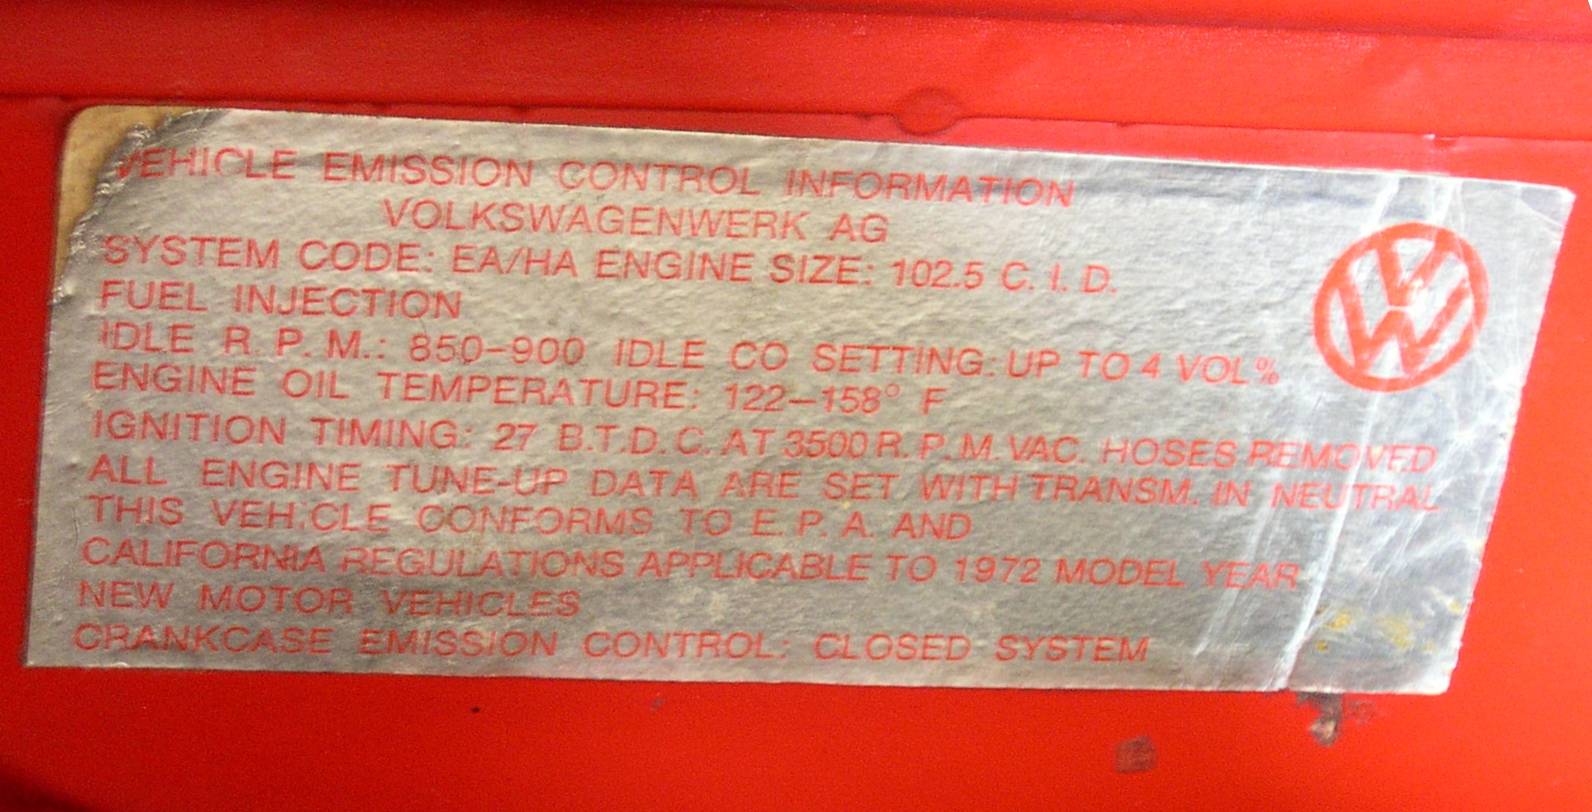 VEHICLE EMISSION CONTROL INFORMATION
VOLKSWAGENWERK AG
SYSTEM CODE: EA/HA ENGINE SIZE: 102.5 C. I. D.
FUEL INJECTION
IDLE R. P. M.: 850-900 IDLE CO SETTING: UP TO 4 VOL%
ENGINE OIL TEMPERATURE: 122-158° F
IGNITION TIMING: 27 B.T.D.C. AT 3500 R. P. M. VAC. HOSES REMOVED
ALL ENGINE TUNE-UP DATA ARE SET WITH TRANSM. IN NEUTRAL
THIS VEHICLE CONFORMS TO E. P. A. AND
CALIFORNIA REGULATIONS APPLICABLE TO 1972 MODEL YEAR
NEW MOTOR VEHICLES
CRANKCASE EMISSION CONTROL: CLOSED SYSTEM
VW